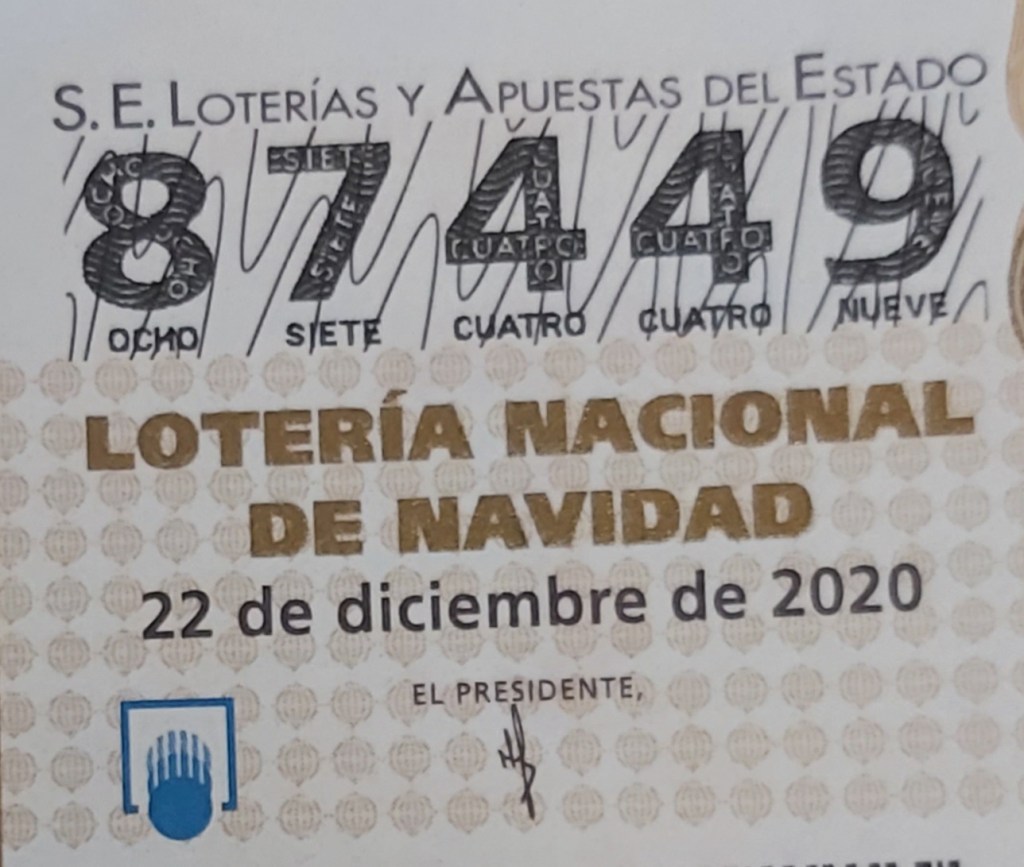 S. E. LOTERÍAS Y APUESTAS DEL ESTADO
87449
OCHO SIETE CUATRO CUATRO NUEVE
LOTERÍA NACIONAL
DE NAVIDAD
22 de diciembre de 2020
EL PRESIDENTE,